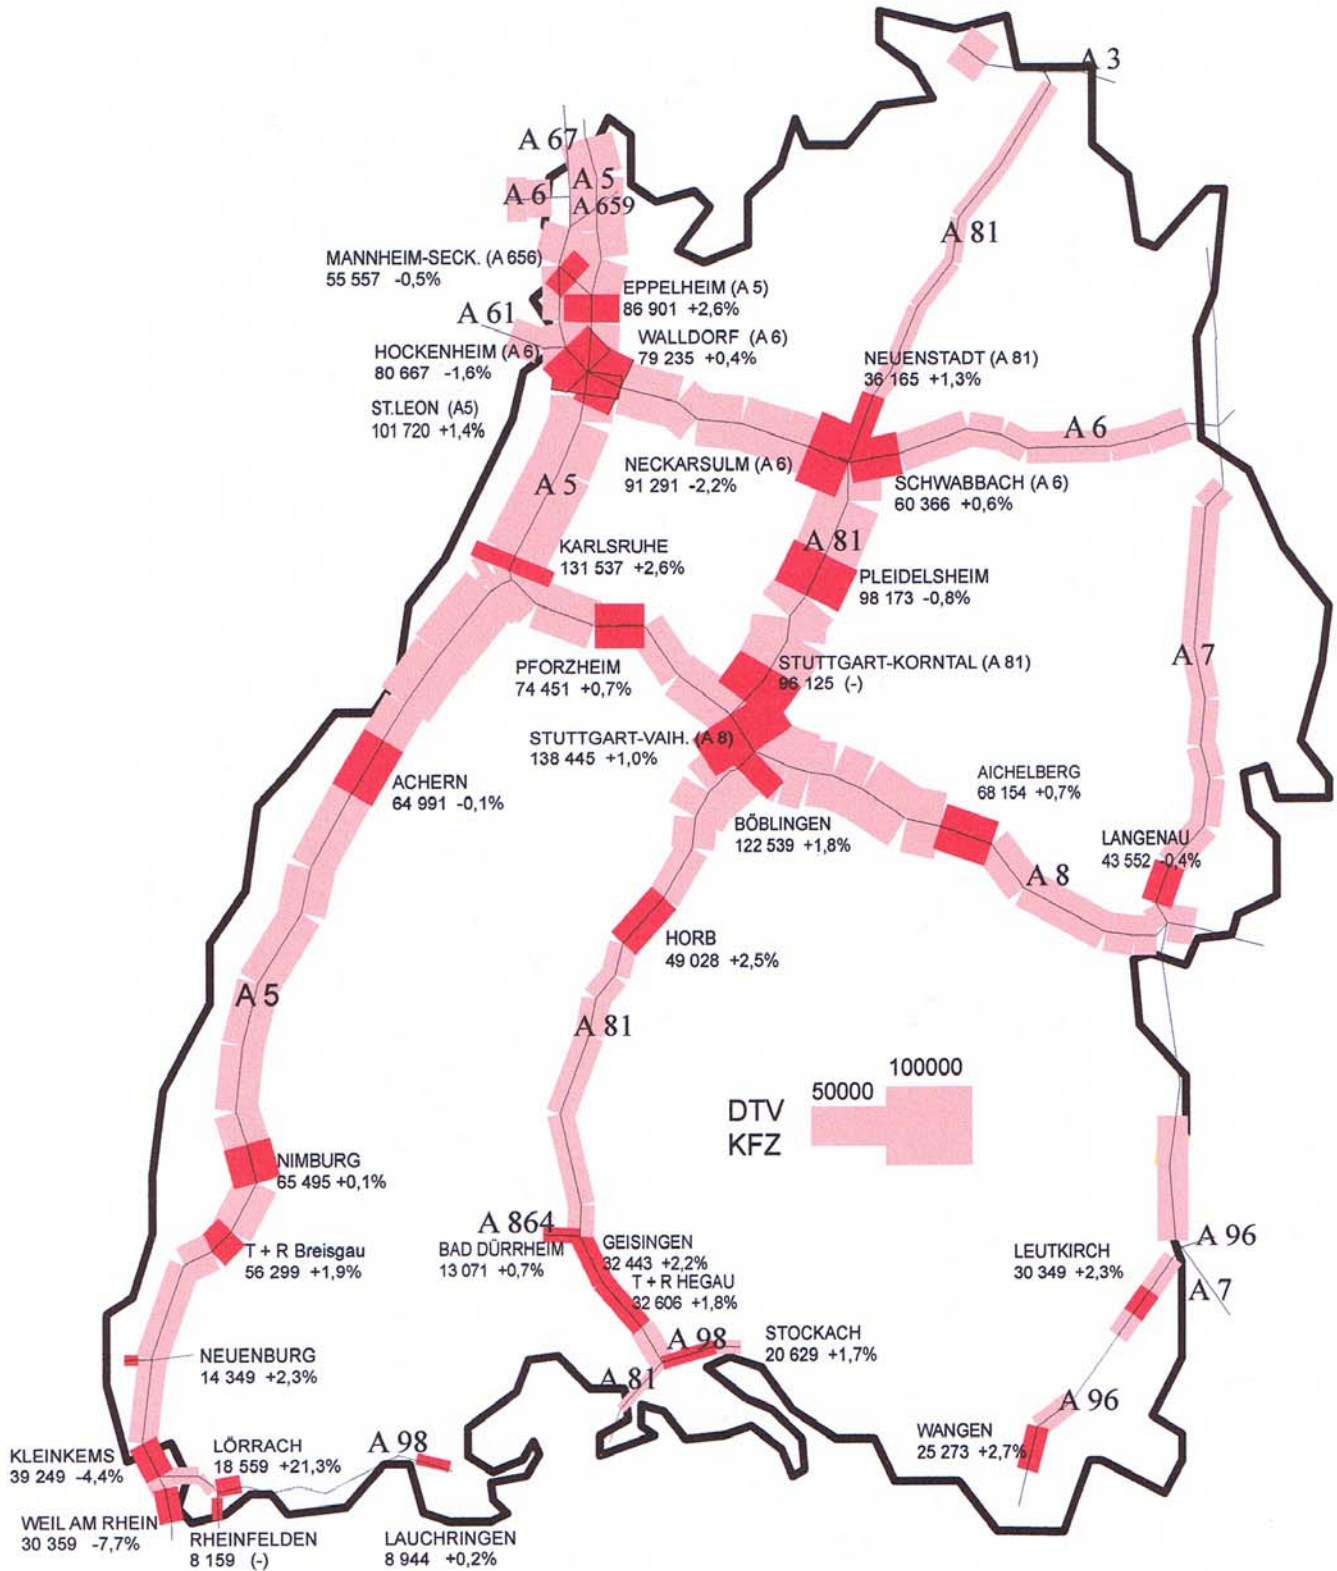 A 3
A 67
A 5
A 6
A 659
A 81
MANNHEIM-SECK. (A 656)
55 557 -0,5%
EPPELHEIM (A 5)
86 901 +2,6%
A 61
WALLDORF (A 6)
79 235 +0,4%
HOCKENHEIM (A 6)
80 667 -1,6%
NEUENSTADT (A 81)
36 165 +1,3%
ST.LEON (A5)
101 720 +1,4%
A 6
NECKARSULM (A 6)
91 291 -2,2%
SCHWABBACH (A 6)
60 366 +0,6%
A 5
A 81
KARLSRUHE
131 537 +2,6%
PLEIDELSHEIM
98 173 -0,8%
A 7
PFORZHEIM
74 451 +0,7%
STUTTGART-KORNTAL (A 81)
96 125 (-)
STUTTGART-VAIH. (A 8)
138 445 +1,0%
ACHERN
64 991 -0,1%
AICHELBERG
68 154 +0,7%
BÖBLINGEN
122 539 +1,8%
LANGENAU
43 552 -0,4%
A 8
HORB
49 028 +2,5%
A 5
A 81
100000
50000
DTV
KFZ
NIMBURG
65 495 +0,1%
A 864
BAD DÜRRHEIM
13 071 +0,7%
GEISINGEN
32 443 +2,2%
T + R Breisgau
56 299 +1,9%
T + R HEGAU
32 606 +1,8%
A 96
LEUTKIRCH
30 349 +2,3%
A 7
A 98
STOCKACH
20 629 +1,7%
NEUENBURG
14 349 +2,3%
A 81
A 96
WANGEN
25 273 +2,7%
KLEINKEMS
39 249 -4,4%
LÖRRACH
18 559 +21,3%
A 98
WEIL AM RHEIN
30 359 -7,7%
RHEINFELDEN
8 159 (-)
LAUCHRINGEN
8 944 +0,2%